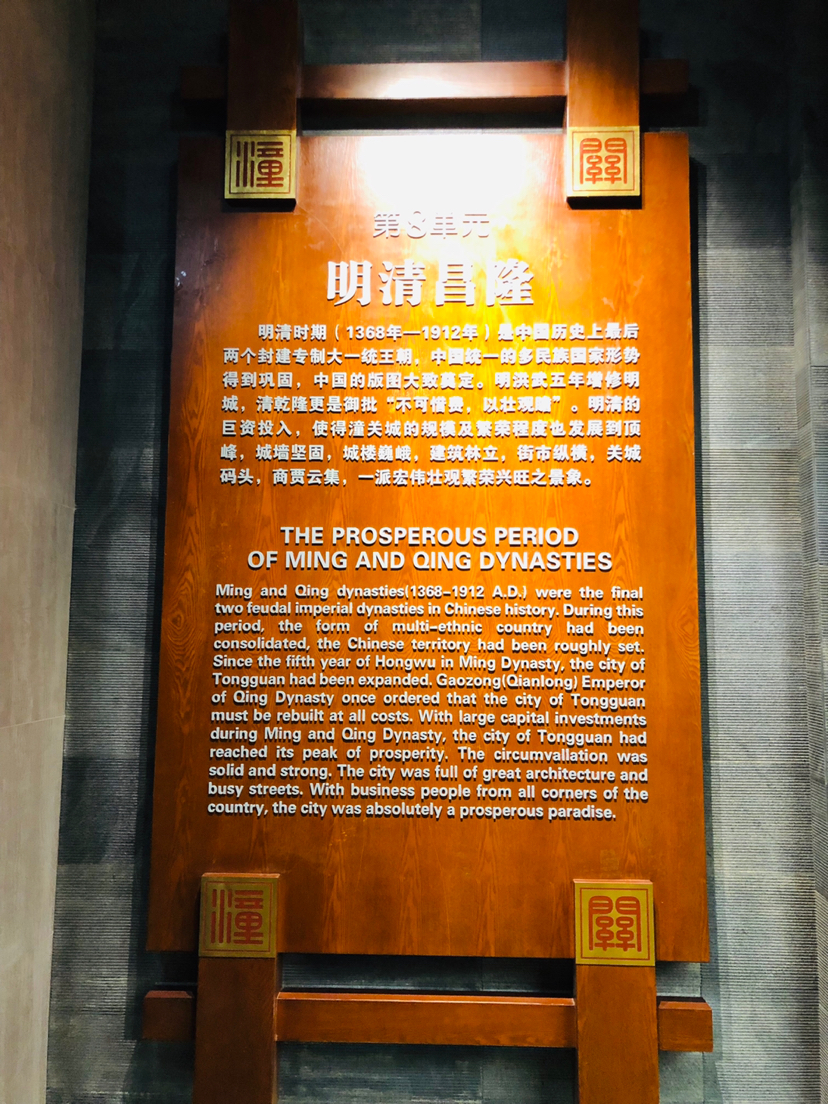 潼 關
第8单元
明清昌隆
明清时期（1368年—1912年）是中国历史上最后
两个封建专制大一统王朝，中国统一的多民族国家形势
得到巩固，中国的版图大致奠定。明洪武五年增修明
城，清乾隆更是御批“不可惜费，以壮观瞻”。明清的
巨资投入，使得潼关城的规模及繁荣程度也发展到顶
峰，城墙坚固，城楼巍峨，建筑林立，街市纵横，关城
码头，商贾云集，一派宏伟壮观繁荣兴旺之景象。
THE PROSPEROUS PERIOD
OF MING AND QING DYNASTIES
Ming and Qing dynasties(1368-1912 A.D.) were the final
two feudal imperial dynasties in Chinese history. During this
period, the form of multi-ethnic country had been
consolidated, the Chinese territory had been roughly set.
Since the fifth year of Hongwu in Ming Dynasty, the city of
Tongguan had been expanded. Gaozong(Qianlong) Emperor
of Qing Dynasty once ordered that the city of Tongguan
must be rebuilt at all costs. With large capital investments
during Ming and Qing Dynasty, the city of Tongguan had
reached its peak of prosperity. The circumvallation was
solid and strong. The city was full of great architecture and
busy streets. With business people from all corners of the
country, the city was absolutely a prosperous paradise.
潼 關